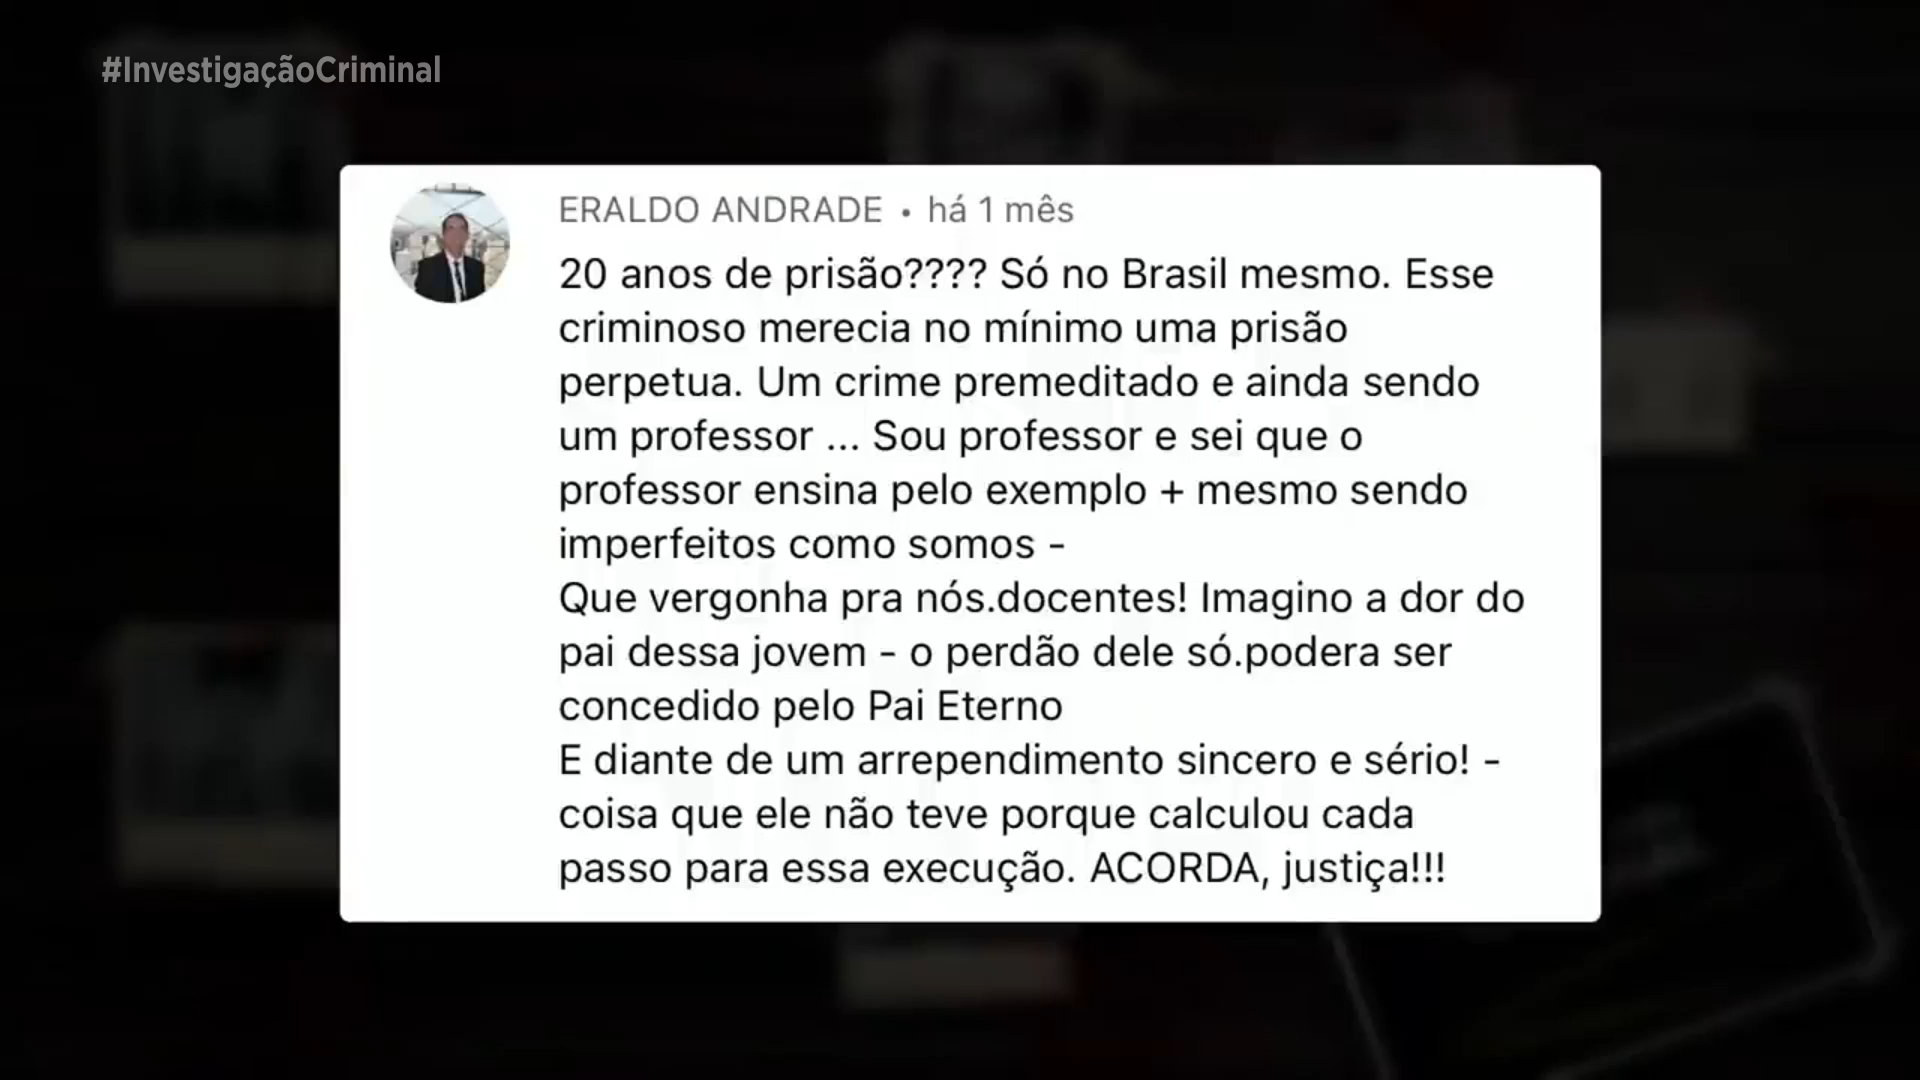 #InvestigaçãoCriminal
ERALDO ANDRADE • há 1 mês
20 anos de prisão???? Só no Brasil mesmo. Esse
criminoso merecia no mínimo uma prisão
perpetua. Um crime premeditado e ainda sendo
um professor ... Sou professor e sei que o
professor ensina pelo exemplo + mesmo sendo
imperfeitos como somos -
Que vergonha pra nós.docentes! Imagino a dor do
pai dessa jovem - o perdão dele só.podera ser
concedido pelo Pai Eterno
E diante de um arrependimento sincero e sério! -
coisa que ele não teve porque calculou cada
passo para essa execução. ACORDA, justiça!!!